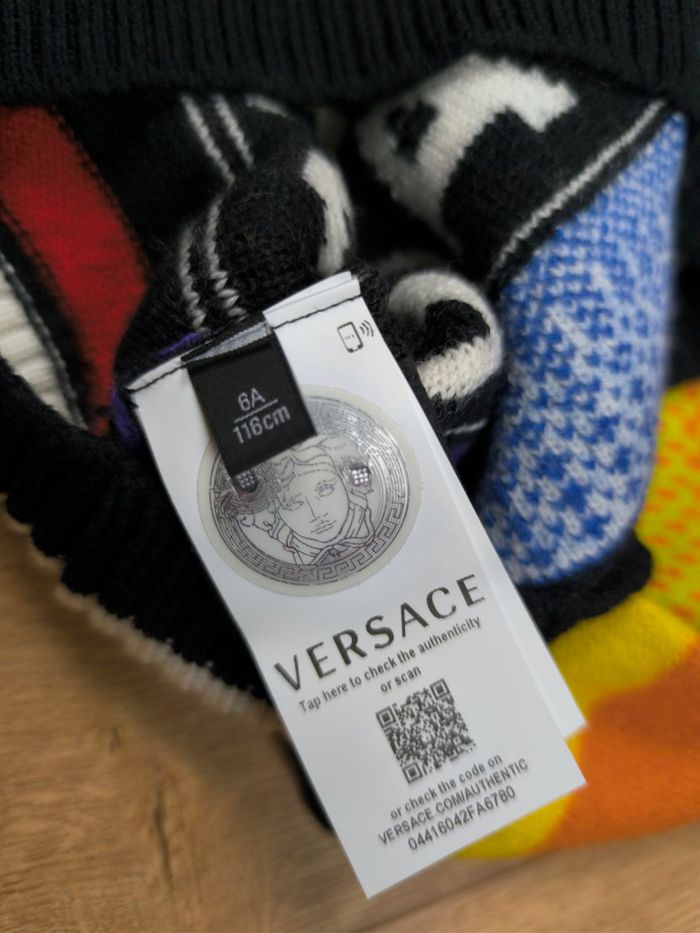 6A
116cm
VERSACE
Tap here to check the authenticity
or scan
or check the code on
VERSACE.COM/AUTHENTIC
04416042FA6780